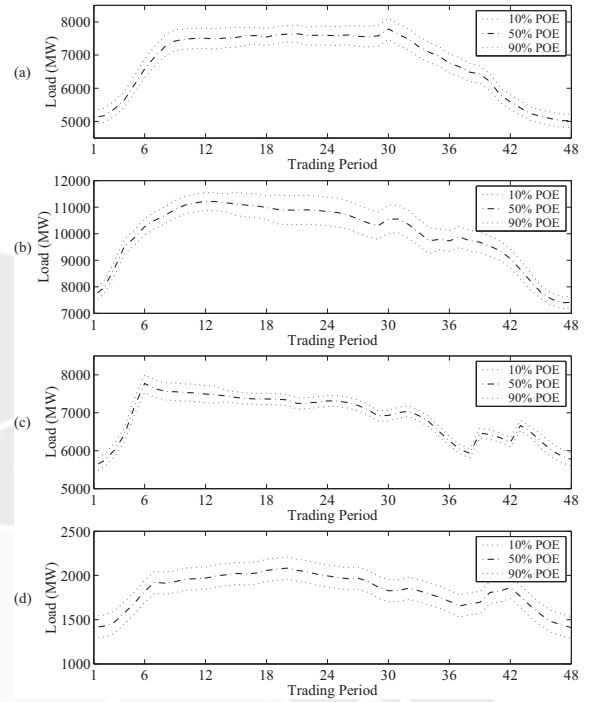 (a)
Load (MW)
8000
7000
6000
5000
10% POE
50% POE
90% POE
1 6 12 18 24 30 36 42 48
Trading Period
(b)
Load (MW)
12000
11000
10000
9000
8000
7000
10% POE
50% POE
90% POE
1 6 12 18 24 30 36 42 48
Trading Period
(c)
Load (MW)
8000
7000
6000
5000
10% POE
50% POE
90% POE
1 6 12 18 24 30 36 42 48
Trading Period
(d)
Load (MW)
2500
2000
1500
1000
10% POE
50% POE
90% POE
1 6 12 18 24 30 36 42 48
Trading Period